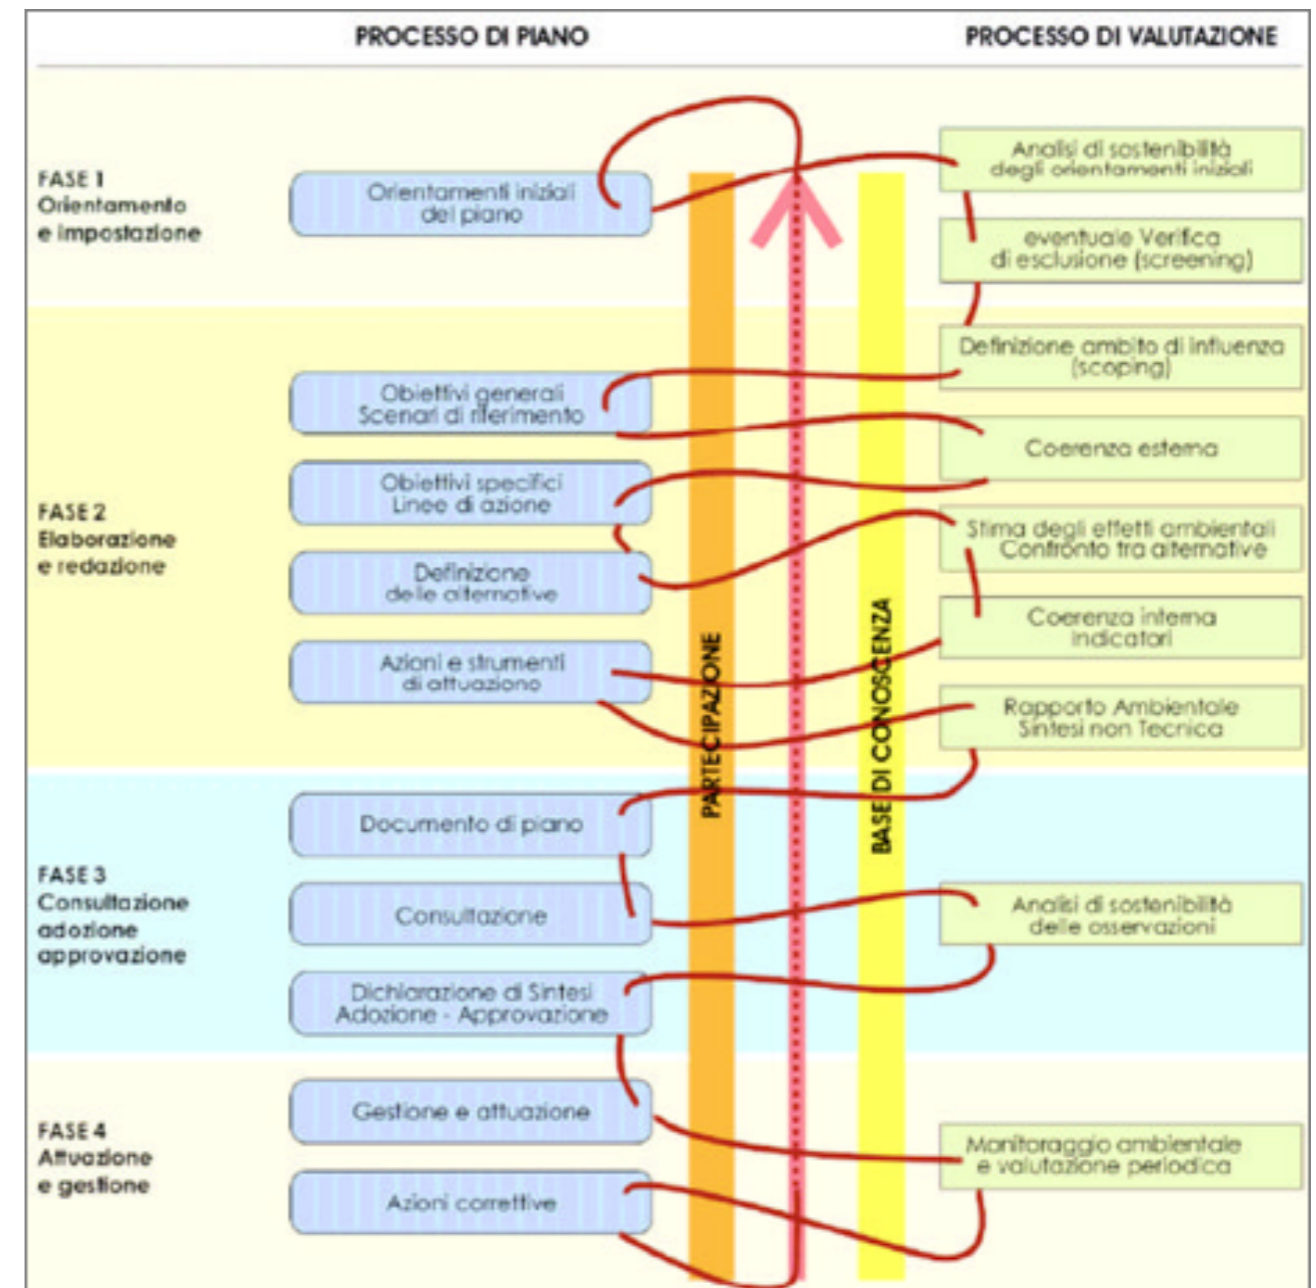 PROCESSO DI PIANO
PROCESSO DI VALUTAZIONE
FASE 1
Orientamento
e impostazione
Orientamenti iniziali
del piano
Analisi di sostenibilità
degli orientamenti iniziali
eventuale Verifica
di esclusione (screening)
FASE 2
Elaborazione
e redazione
Obiettivi generali
Scenari di riferimento
Obiettivi specifici
Linee di azione
Definizione
delle alternative
Azioni e strumenti
di attuazione
Definizione ambito di influenza
(scoping)
Coerenza esterna
Stima degli effetti ambientali
Confronto tra alternative
Coerenza interna
Indicatori
Rapporto Ambientale
Sintesi non Tecnica
PARTECIPAZIONE
BASE DI CONOSCENZA
FASE 3
Consultazione
adozione
approvazione
Documento di piano
Consultazione
Dichiarazione di Sintesi
Adozione - Approvazione
Analisi di sostenibilità
delle osservazioni
FASE 4
Attuazione
e gestione
Gestione e attuazione
Azioni correttive
Monitoraggio ambientale
e valutazione periodica